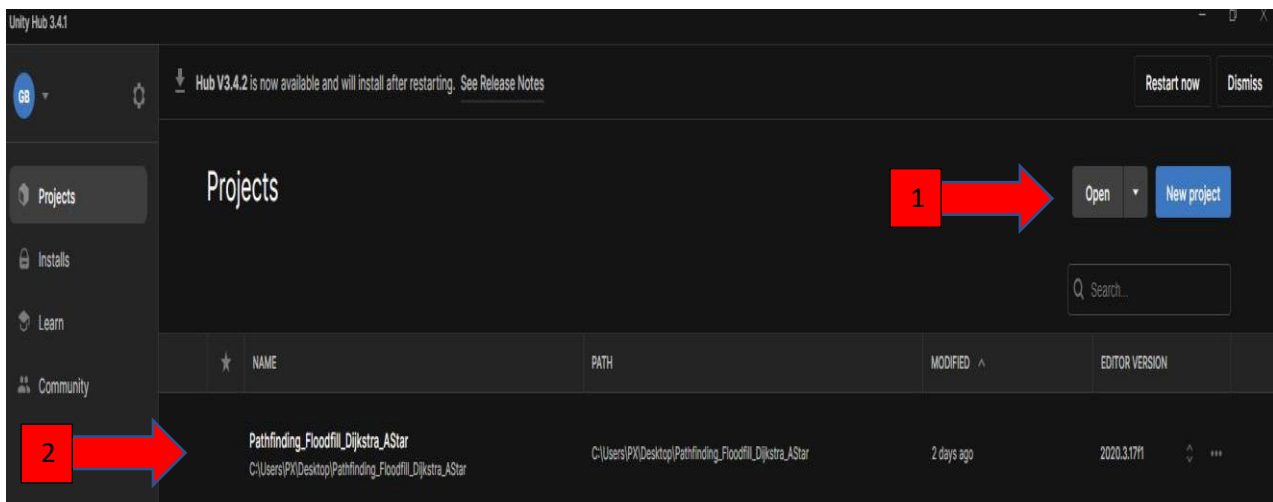 Unity Hub 3.4.1
GB
Hub V3.4.2 is now available and will install after restarting. See Release Notes
Restart now Dismiss
Projects
Projects
1
Open New project
Installs
Search...
Learn
NAME PATH MODIFIED EDITOR VERSION
Community
2
Pathfinding_Floodfill_Dijkstra_AStar
C:\Users\PX\Desktop\Pathfinding_Floodfill_Dijkstra_AStar
C:\Users\PX\Desktop\Pathfinding_Floodfill_Dijkstra_AStar 2 days ago 2020.3.17f1